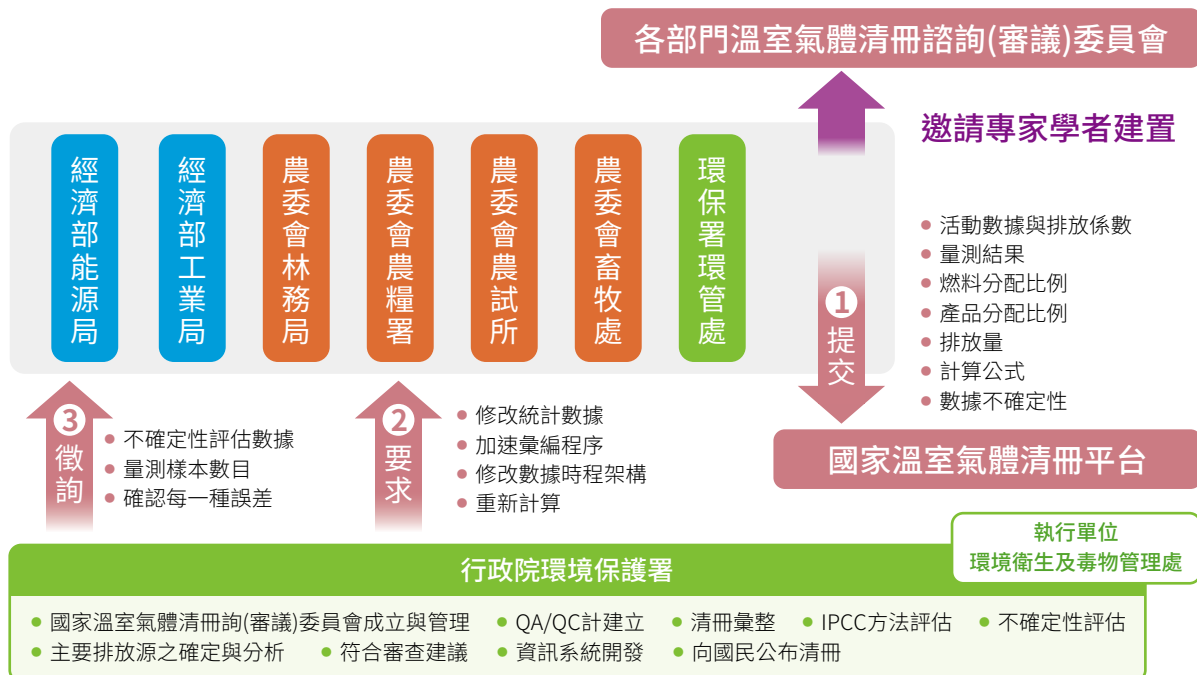 各部門溫室氣體清冊諮詢(審議)委員會
邀請專家學者建置
經濟部能源局
經濟部工業局
農委會林務局
農委會農糧署
農委會農試所
農委會畜牧處
環保署環管處
1 提交
● 活動數據與排放係數
● 量測結果
● 燃料分配比例
● 產品分配比例
● 排放量
● 計算公式
● 數據不確定性
國家溫室氣體清冊平台
3 徵詢
● 不確定性評估數據
● 量測樣本數目
● 確認每一種誤差
2 要求
● 修改統計數據
● 加速彙編程序
● 修改數據時程架構
● 重新計算
執行單位
環境衛生及毒物管理處
行政院環境保護署
● 國家溫室氣體清冊詢(審議)委員會成立與管理 ● QA/QC計建立 ● 清冊彙整 ● IPCC方法評估 ● 不確定性評估
● 主要排放源之確定與分析 ● 符合審查建議 ● 資訊系統開發 ● 向國民公布清冊